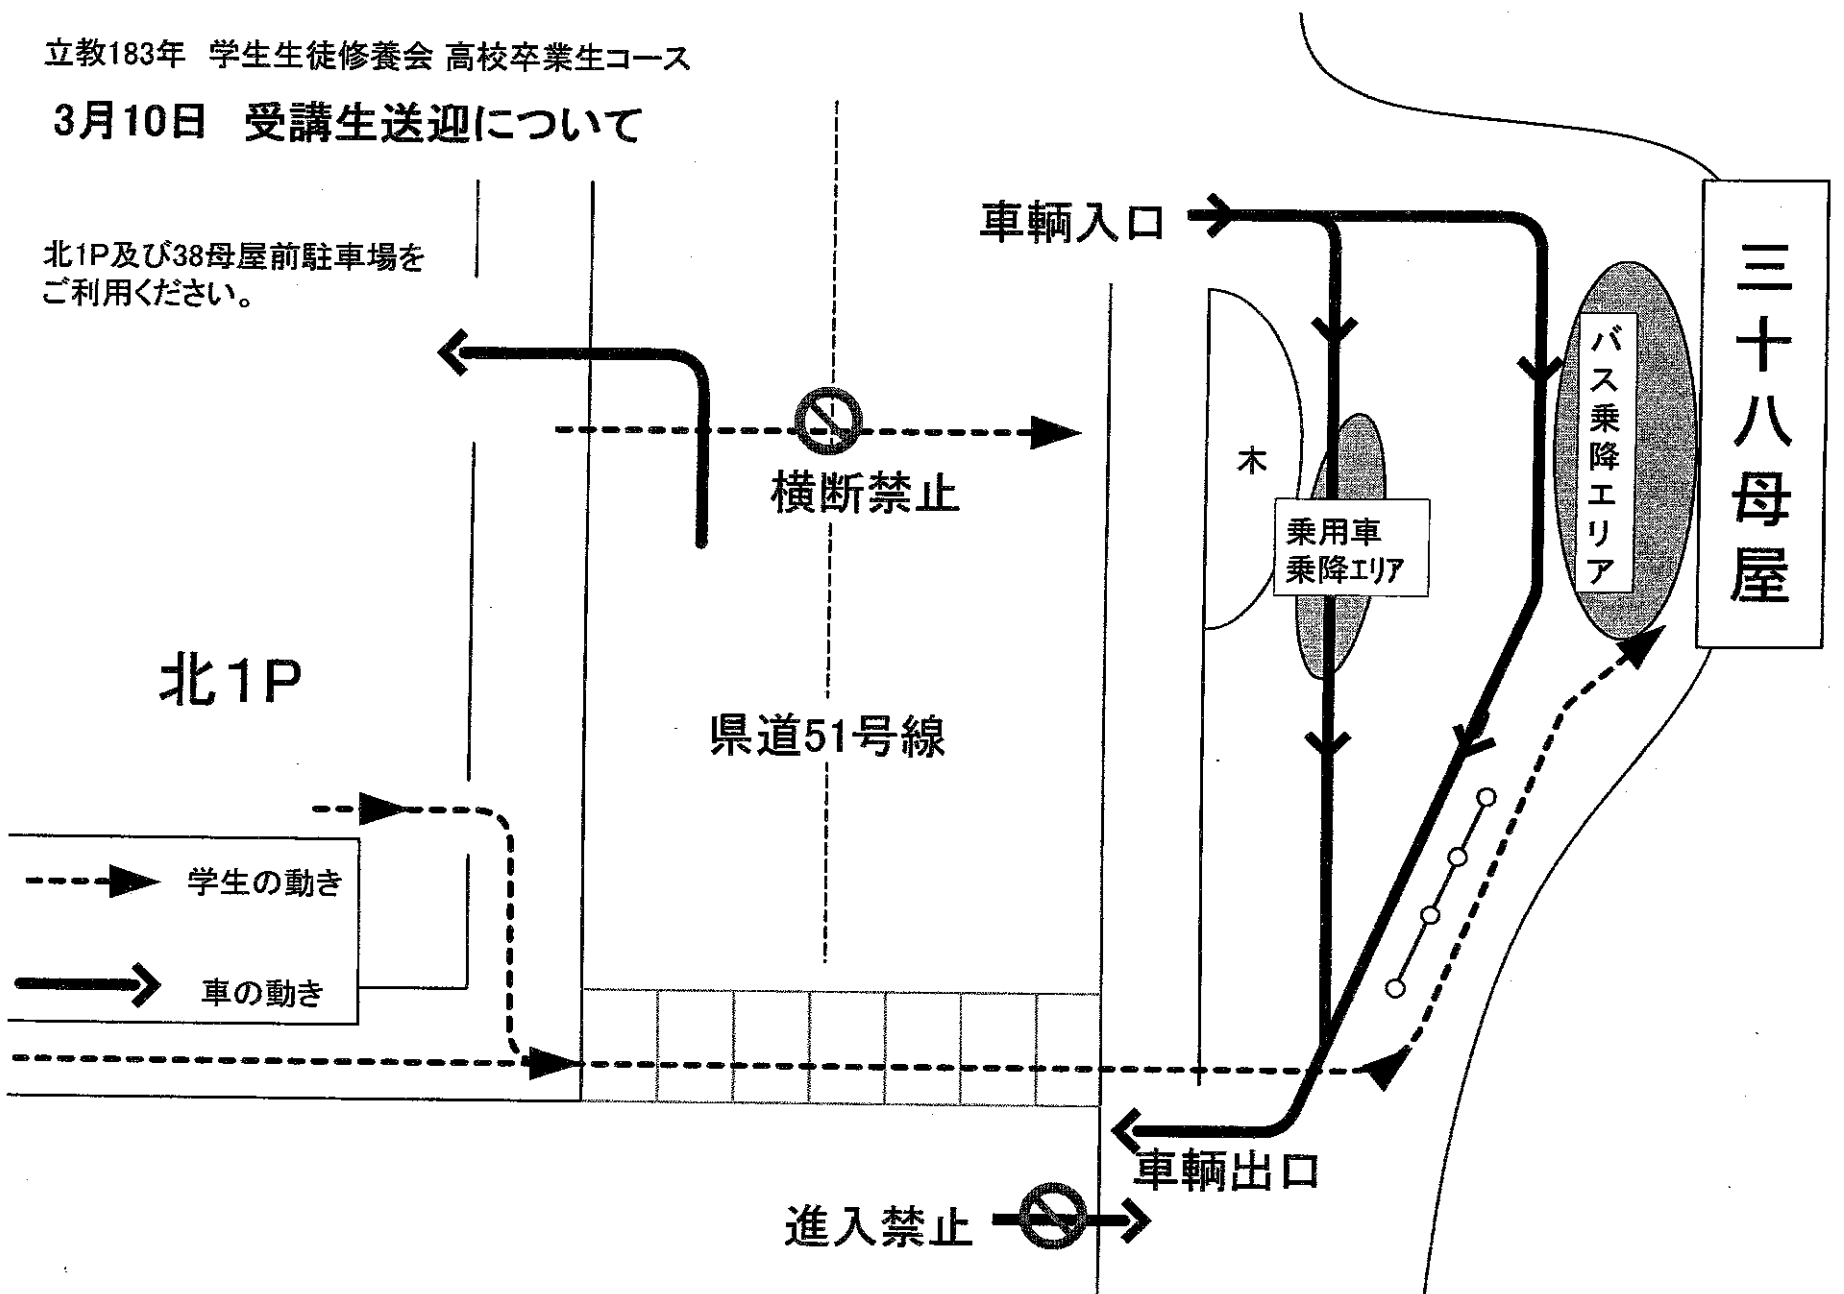 立教183年 学生生徒修養会 高校卒業生コース
3月10日 受講生送迎について
北1P及び38母屋前駐車場を
ご利用ください。
車輌入口
三十八母屋
バス乗降エリア
木
横断禁止
乗用車
乗降エリア
北1P
県道51号線
学生の動き
車の動き
車輌出口
進入禁止